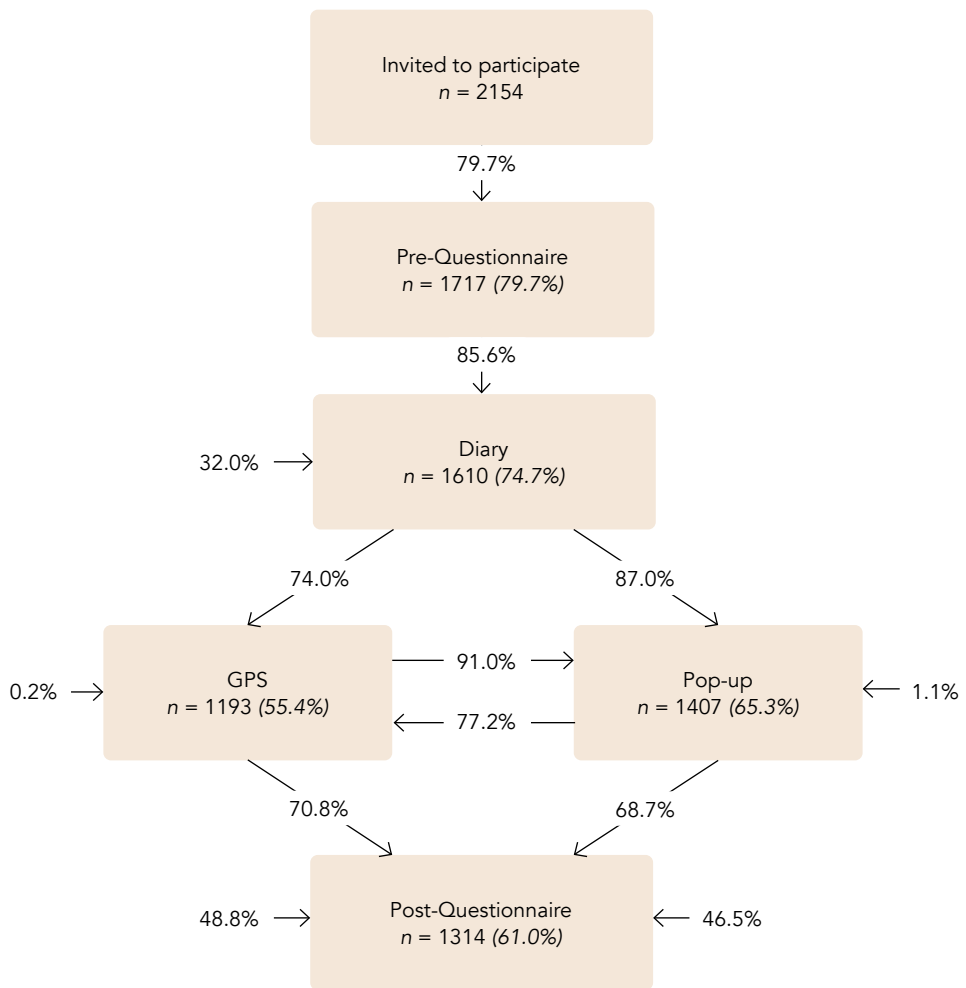 Invited to participate
n = 2154
79.7%
Pre-Questionnaire
n = 1717 (79.7%)
85.6%
Diary
n = 1610 (74.7%)
32.0%
74.0%
87.0%
GPS
n = 1193 (55.4%)
0.2%
91.0%
77.2%
Pop-up
n = 1407 (65.3%)
1.1%
70.8%
68.7%
Post-Questionnaire
n = 1314 (61.0%)
48.8%
46.5%